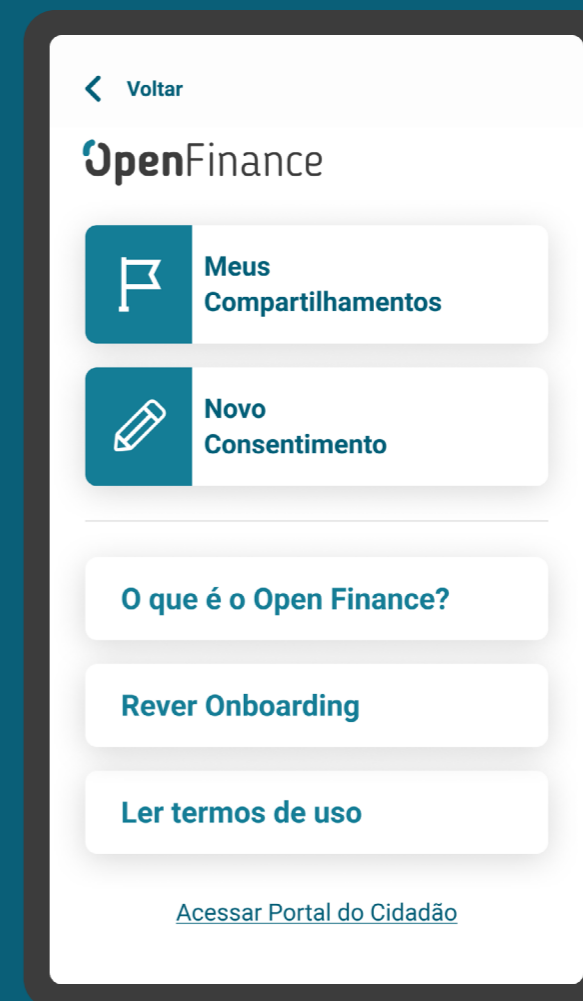 Voltar
OpenFinance
Meus
Compartilhamentos
Novo
Consentimento
O que é o Open Finance?
Rever Onboarding
Ler termos de uso
Acessar Portal do Cidadão